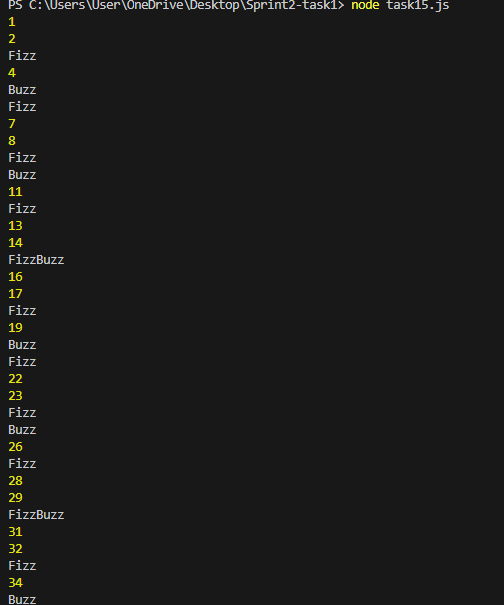 PS C:\Users\User\OneDrive\Desktop\Sprint2-task1> node task15.js
1
2
Fizz
4
Buzz
Fizz
7
8
Fizz
Buzz
11
Fizz
13
14
FizzBuzz
16
17
Fizz
19
Buzz
Fizz
22
23
Fizz
Buzz
26
Fizz
28
29
FizzBuzz
31
32
Fizz
34
Buzz